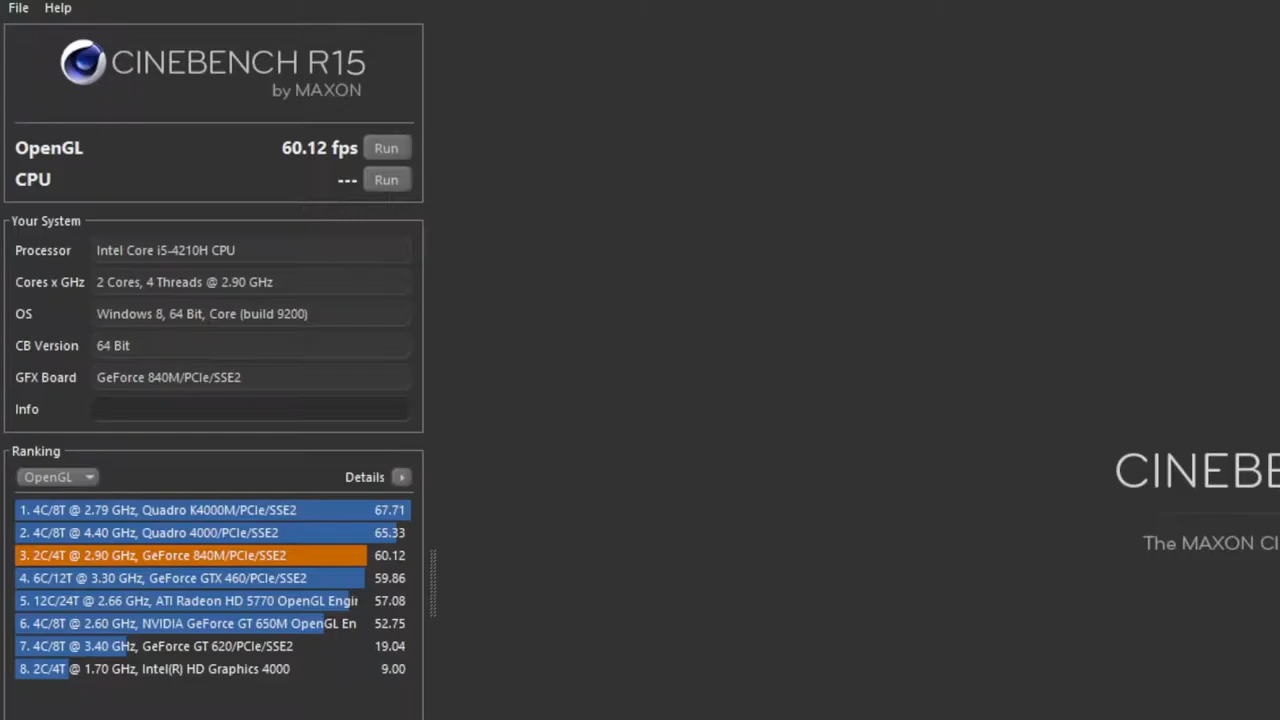 File Help
CINEBENCH R15
by MAXON
OpenGL 60.12 fps Run
CPU --- Run
Your System
Processor Intel Core i5-4210H CPU
Cores x GHz 2 Cores, 4 Threads @ 2.90 GHz
OS Windows 8, 64 Bit, Core (build 9200)
CB Version 64 Bit
GFX Board GeForce 840M/PCIe/SSE2
Info
Ranking
OpenGL Details
1. 4C/8T @ 2.79 GHz, Quadro K4000M/PCIe/SSE2 67.71
2. 4C/8T @ 4.40 GHz, Quadro 4000/PCIe/SSE2 65.33
3. 2C/4T @ 2.90 GHz, GeForce 840M/PCIe/SSE2 60.12
4. 6C/12T @ 3.30 GHz, GeForce GTX 460/PCIe/SSE2 59.86
5. 12C/24T @ 2.66 GHz, ATI Radeon HD 5770 OpenGL Engi 57.08
6. 4C/8T @ 2.60 GHz, NVIDIA GeForce GT 650M OpenGL En 52.75
7. 4C/8T @ 3.40 GHz, GeForce GT 620/PCIe/SSE2 19.04
8. 2C/4T @ 1.70 GHz, Intel(R) HD Graphics 4000 9.00
CINEB
The MAXON CI